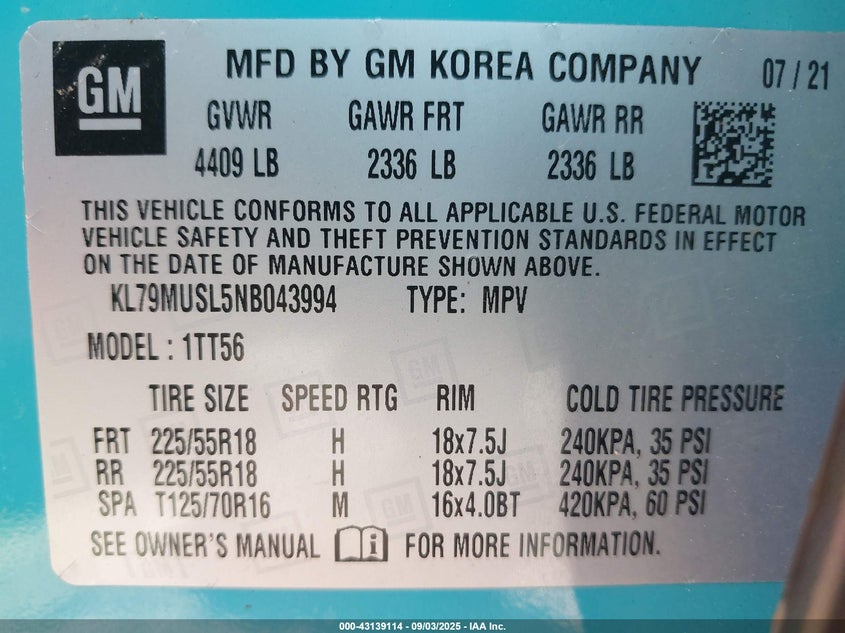 GM
MFD BY GM KOREA COMPANY 07 / 21
GVWR GAWR FRT GAWR RR
4409 LB 2336 LB 2336 LB
THIS VEHICLE CONFORMS TO ALL APPLICABLE U.S. FEDERAL MOTOR
VEHICLE SAFETY AND THEFT PREVENTION STANDARDS IN EFFECT
ON THE DATE OF MANUFACTURE SHOWN ABOVE.
KL79MUSL5NB043994 TYPE: MPV
MODEL : 1TT56
TIRE SIZE SPEED RTG RIM COLD TIRE PRESSURE
FRT 225/55R18 H 18x7.5J 240KPA, 35 PSI
RR 225/55R18 H 18x7.5J 240KPA, 35 PSI
SPA T125/70R16 M 16x4.0BT 420KPA, 60 PSI
SEE OWNER'S MANUAL i FOR MORE INFORMATION.
000-43139114 - 09/03/2025 - IAA Inc.